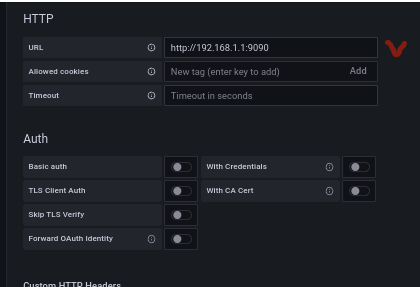 HTTP
URL http://192.168.1.1:9090
Allowed cookies New tag (enter key to add) Add
Timeout Timeout in seconds
Auth
Basic auth With Credentials
TLS Client Auth With CA Cert
Skip TLS Verify
Forward OAuth Identity
Custom HTTP Headers